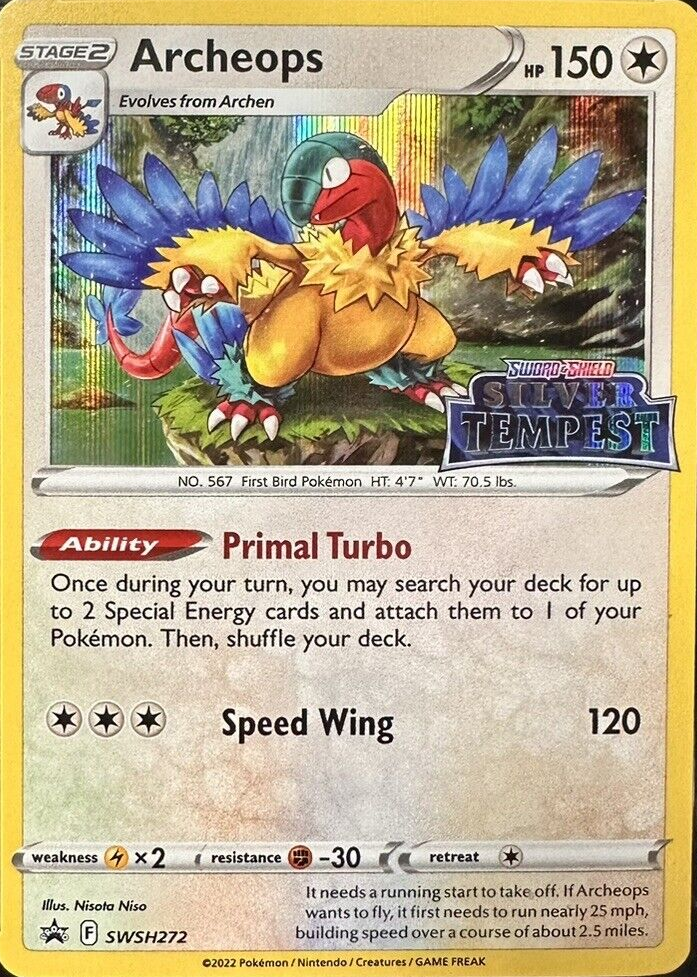 STAGE 2
Archeops
HP 150
Evolves from Archen
SWORD & SHIELD
SILVER
TEMPEST
NO. 567 First Bird Pokémon HT: 4'7" WT: 70.5 lbs.
Ability
Primal Turbo
Once during your turn, you may search your deck for up
to 2 Special Energy cards and attach them to 1 of your
Pokémon. Then, shuffle your deck.
Speed Wing 120
weakness ×2 resistance -30 retreat
Illus. Nisota Niso
F SWSH272
It needs a running start to take off. If Archeops
wants to fly, it first needs to run nearly 25 mph,
building speed over a course of about 2.5 miles.
©2022 Pokémon / Nintendo / Creatures / GAME FREAK